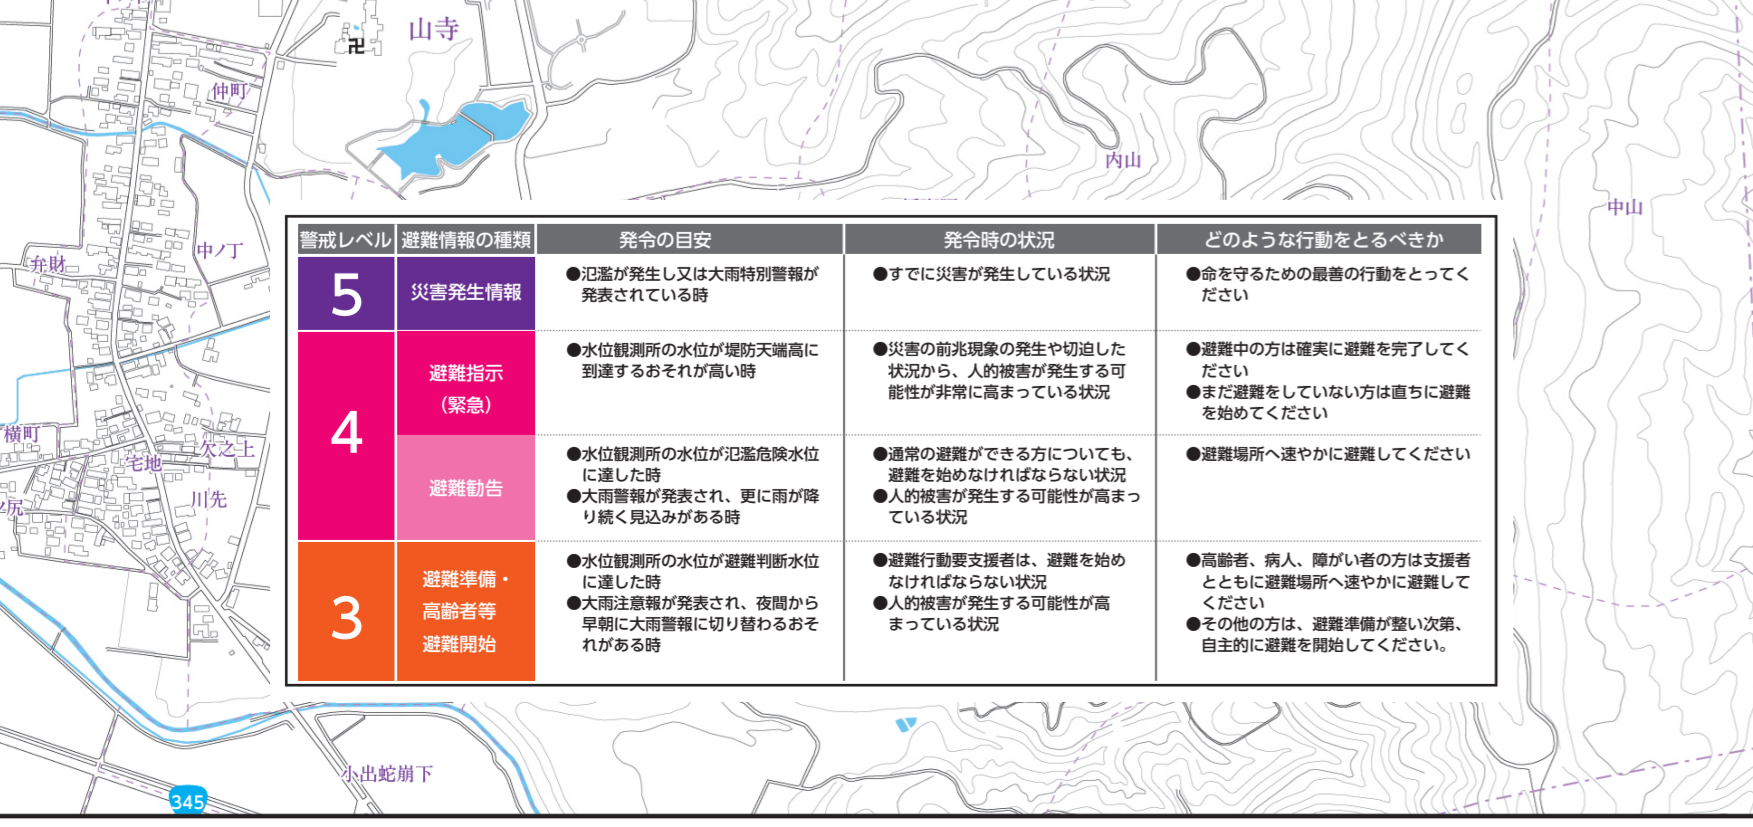 山寺
仲町
内山
中山
中ノ丁
弁財
警戒レベル 避難情報の種類 発令の目安 発令時の状況 どのような行動をとるべきか
5
災害発生情報
●氾濫が発生し又は大雨特別警報が
発表されている時
●すでに災害が発生している状況
●命を守るための最善の行動をとってく
ださい
4
避難指示
（緊急）
●水位観測所の水位が堤防天端高に
到達するおそれが高い時
●災害の前兆現象の発生や切迫した
状況から、人的被害が発生する可
能性が非常に高まっている状況
●避難中の方は確実に避難を完了してく
ださい
●まだ避難をしていない方は直ちに避難
を始めてください
避難勧告
●水位観測所の水位が氾濫危険水位
に達した時
●大雨警報が発表され、更に雨が降
り続く見込みがある時
●通常の避難ができる方についても、
避難を始めなければならない状況
●人的被害が発生する可能性が高まっ
ている状況
●避難場所へ速やかに避難してください
3
避難準備・
高齢者等
避難開始
●水位観測所の水位が避難判断水位
に達した時
●大雨注意報が発表され、夜間から
早朝に大雨警報に切り替わるおそ
れがある時
●避難行動要支援者は、避難を始め
なければならない状況
●人的被害が発生する可能性が高
まっている状況
●高齢者、病人、障がい者の方は支援者
とともに避難場所へ速やかに避難して
ください
●その他の方は、避難準備が整い次第、
自主的に避難を開始してください。
横町
欠之上
宅地
川先
尻
小出蛇崩下
345